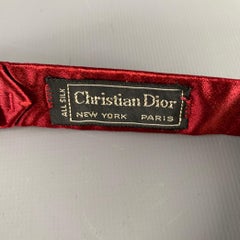 ALL SILK
Christian Dior
NEW YORK PARIS